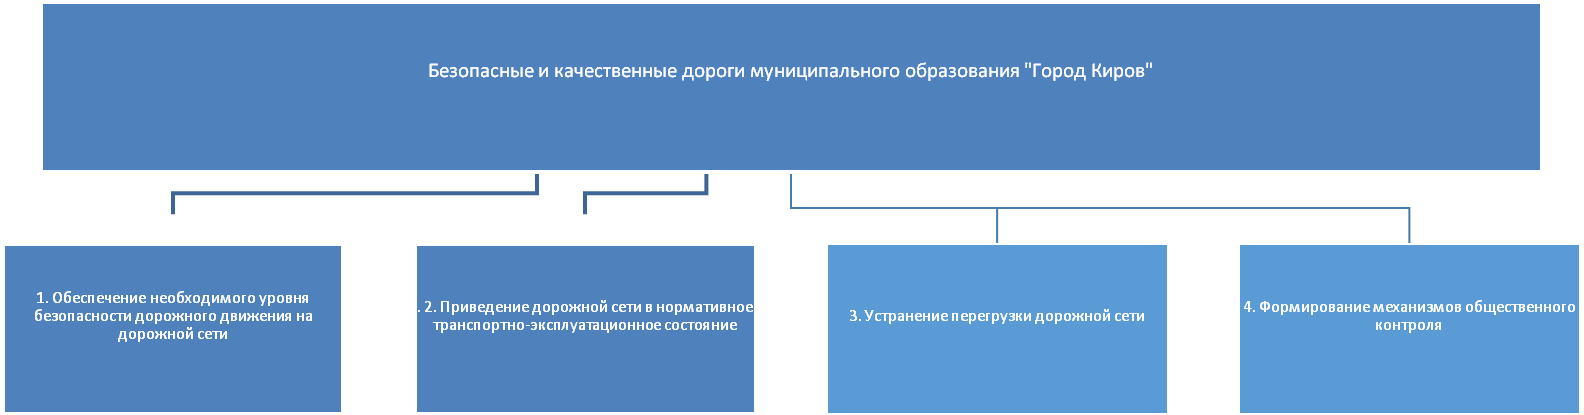 Безопасные и качественные дороги муниципального образования "Город Киров"
1. Обеспечение необходимого уровня
безопасности дорожного движения на
дорожной сети
. 2. Приведение дорожной сети в нормативное
транспортно-эксплуатационное состояние
3. Устранение перегрузки дорожной сети
4. Формирование механизмов общественного
контроля